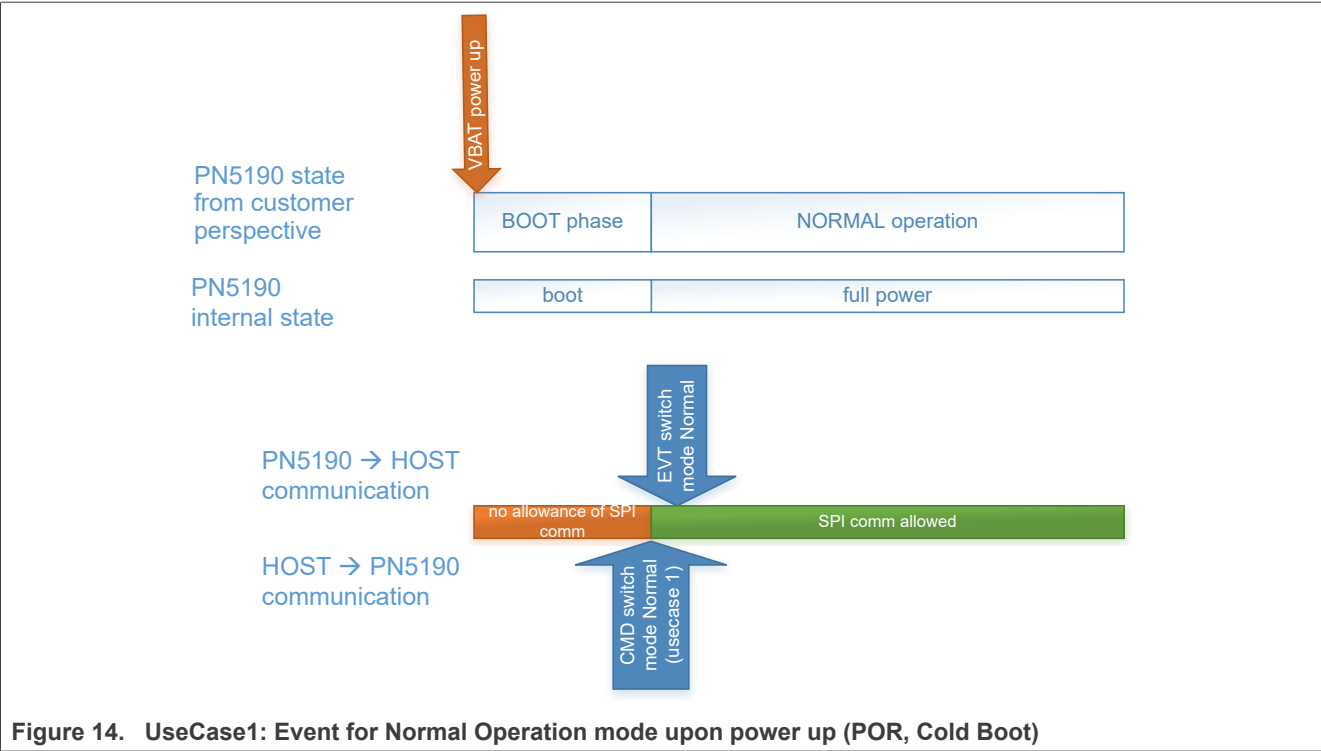 VBAT power up
PN5190 state
from customer
perspective
BOOT phase
NORMAL operation
PN5190
internal state
boot
full power
EVT switch
mode Normal
PN5190 → HOST
communication
no allowance of SPI
comm
SPI comm allowed
HOST → PN5190
communication
CMD switch
mode Normal
(usecase 1)
Figure 14. UseCase1: Event for Normal Operation mode upon power up (POR, Cold Boot)